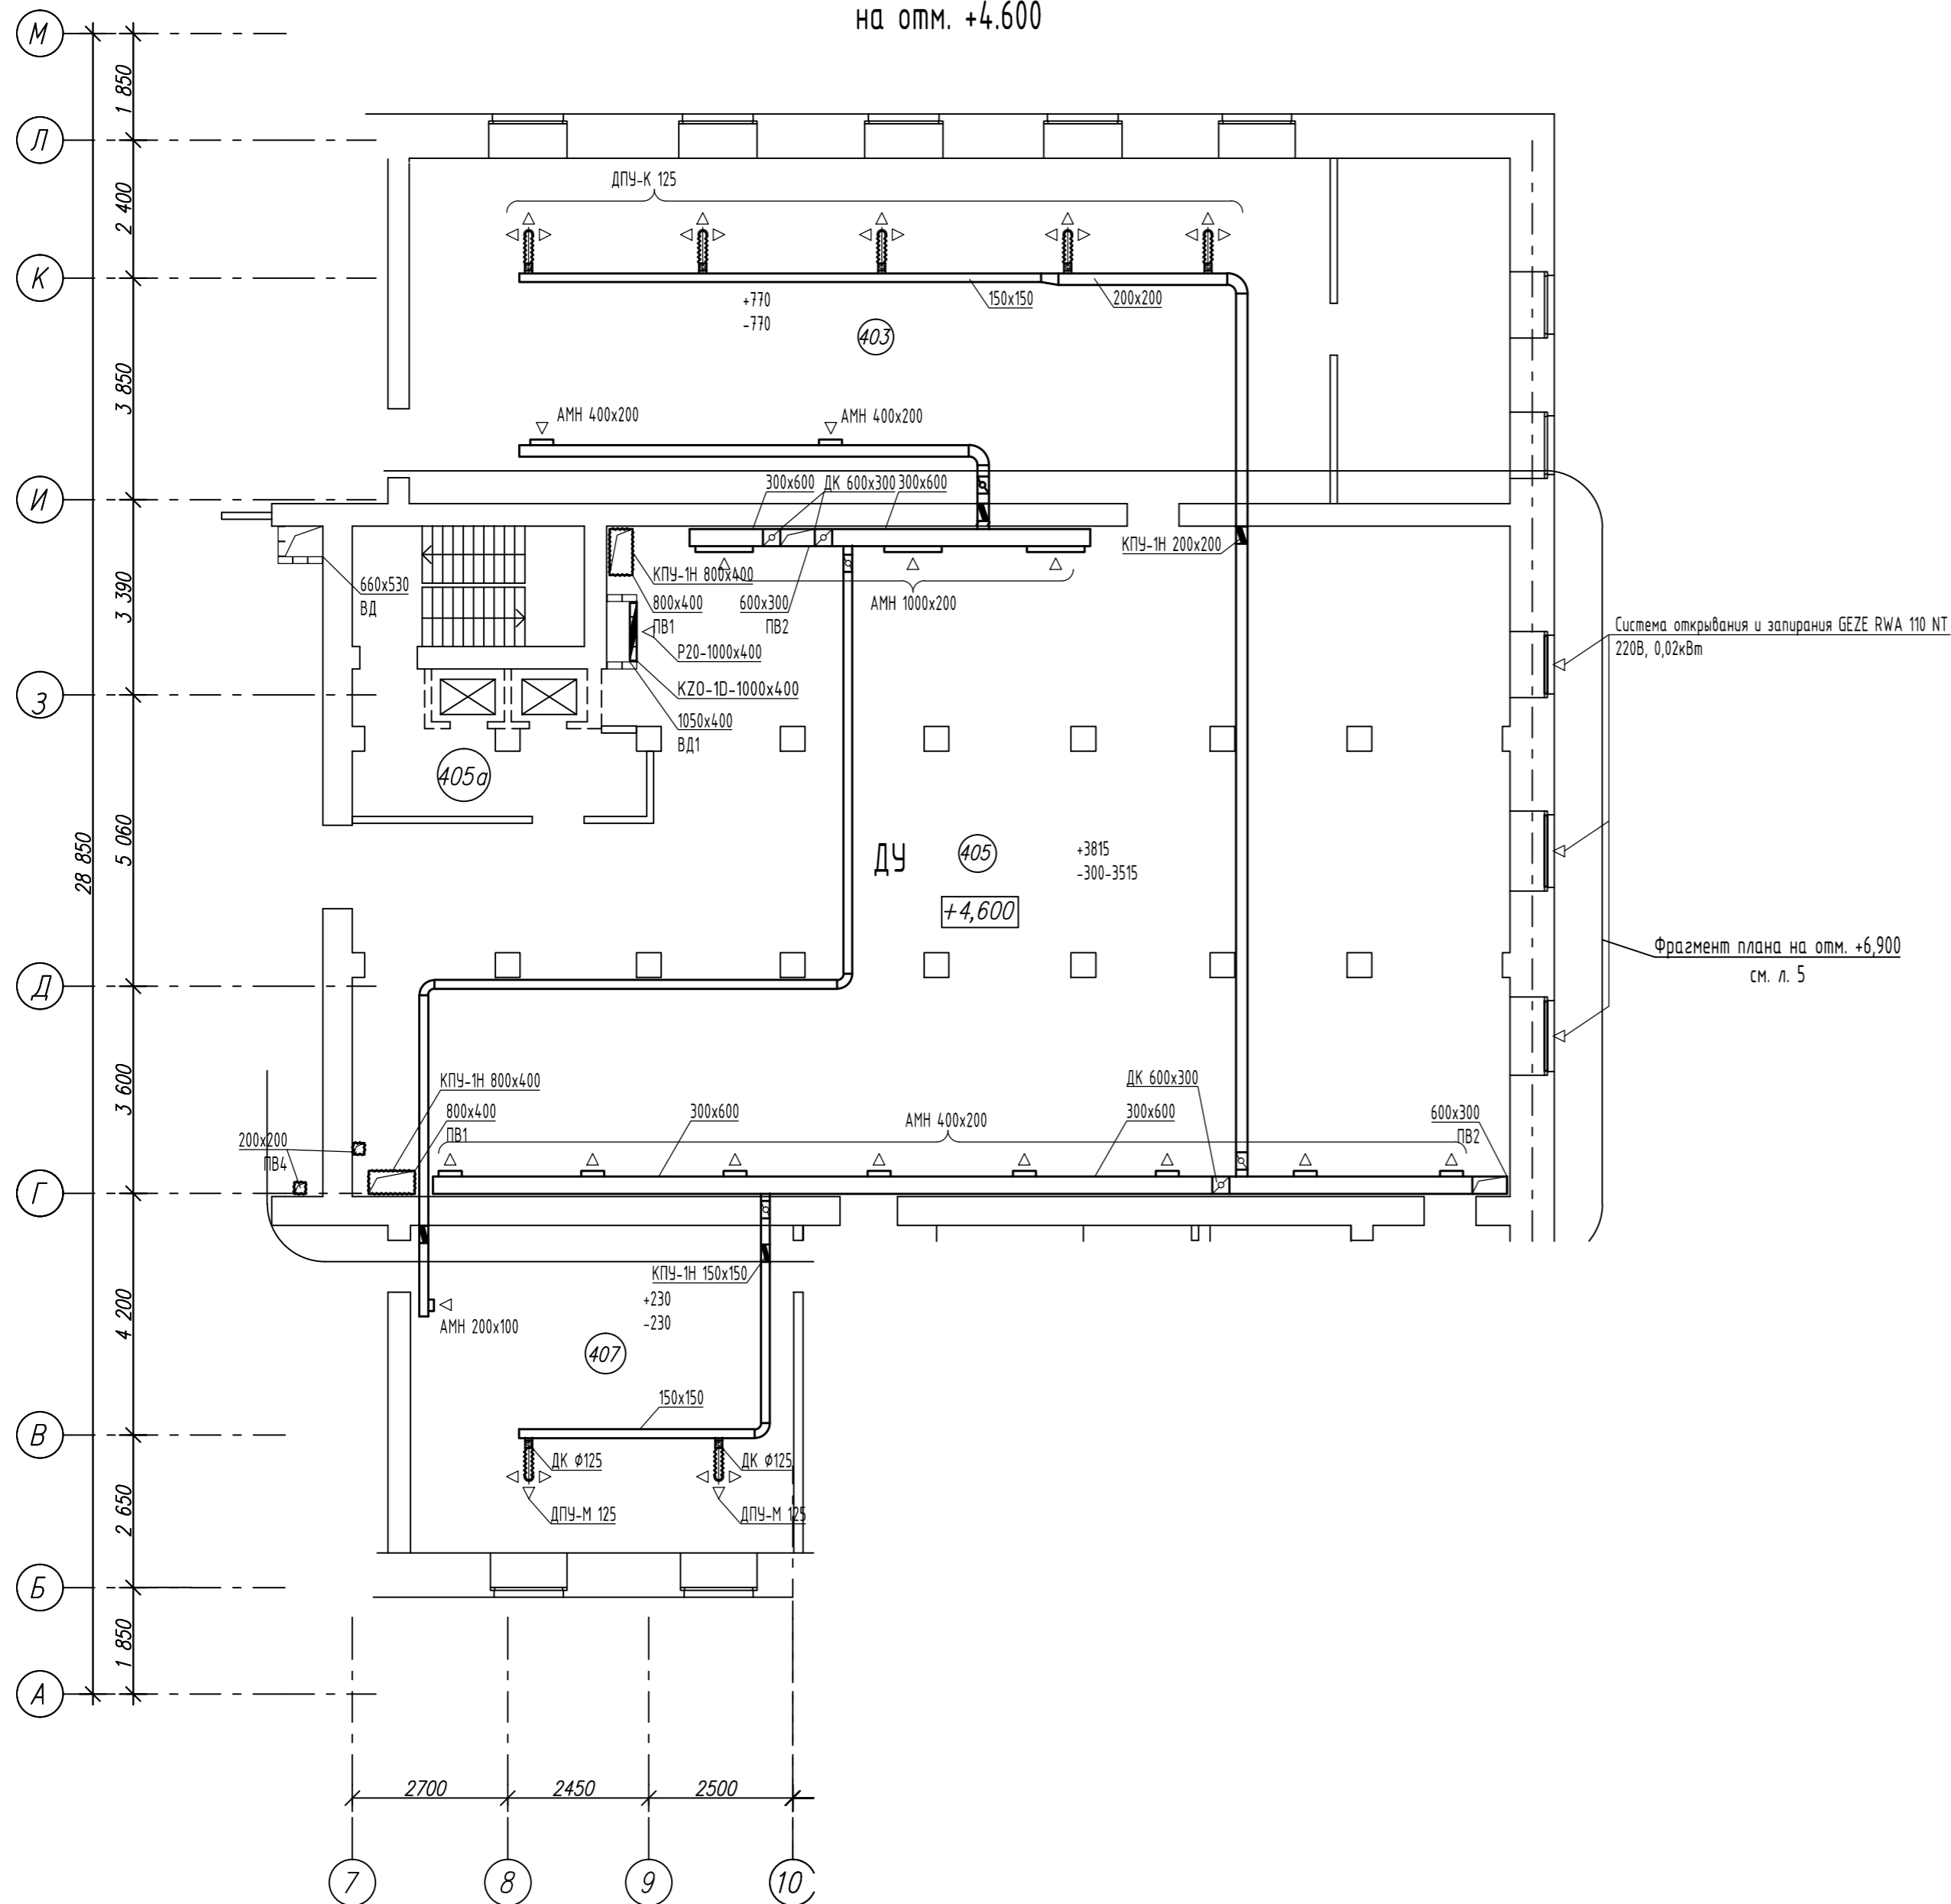 на отм. +4.600
М
Л
К
И
З
Д
Г
В
Б
А
1 850
2 400
3 850
3 390
5 060
3 600
4 200
2 650
1 850
28 850
ДПУ-К 125
150x150
200x200
+770
-770
403
АМН 400x200
АМН 400x200
300x600
ДК 600x300
300x600
КПУ-1Н 200x200
660x530
ВД
КПУ-1Н 800x400
800x400
ПВ1
600x300
ПВ2
АМН 1000x200
Р20-1000x400
KZO-1D-1000x400
1050x400
ВД1
405а
Система открывания и запирания GEZE RWA 110 NT
220В, 0,02кВт
ДУ
405
+3815
-300-3515
+4,600
Фрагмент плана на отм. +6,900
см. л. 5
КПУ-1Н 800x400
800x400
ПВ1
300x600
АМН 400x200
ДК 600x300
300x600
600x300
ПВ2
200x200
ПВ4
КПУ-1Н 150x150
+230
-230
АМН 200x100
407
150x150
ДК φ125
ДК φ125
ДПУ-М 125
ДПУ-М 125
2700
2450
2500
7
8
9
10